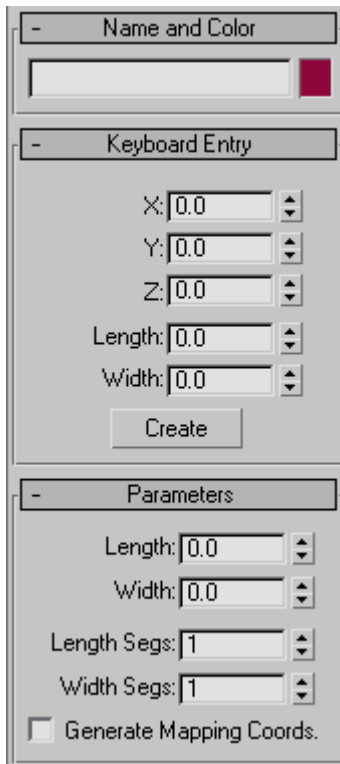 - Name and Color
- Keyboard Entry
X: 0.0
Y: 0.0
Z: 0.0
Length: 0.0
Width: 0.0
Create
- Parameters
Length: 0.0
Width: 0.0
Length Segs: 1
Width Segs: 1
Generate Mapping Coords.